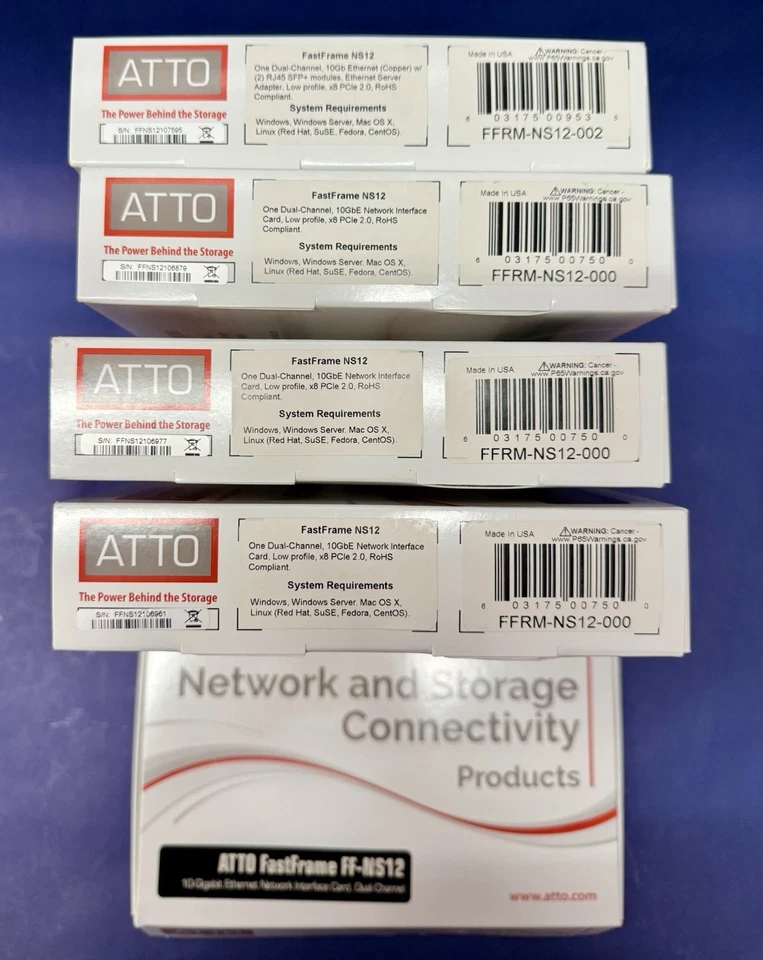 ATTO
The Power Behind the Storage
S/N: FFNS12107595
FastFrame NS12
One Dual-Channel, 10Gb Ethernet (Copper) w/
(2) RJ45 SFP+ modules, Ethernet Server
Adapter, Low profile, x8 PCIe 2.0, RoHS
Compliant.
System Requirements
Windows, Windows Server, Mac OS X,
Linux (Red Hat, SuSE, Fedora, CentOS).
Made in USA
WARNING: Cancer -
www.P65Warnings.ca.gov
6 03175 00953 5
FFRM-NS12-002
ATTO
The Power Behind the Storage
S/N: FFNS12106879
FastFrame NS12
One Dual-Channel, 10GbE Network Interface
Card, Low profile, x8 PCIe 2.0, RoHS
Compliant.
System Requirements
Windows, Windows Server, Mac OS X,
Linux (Red Hat, SuSE, Fedora, CentOS).
Made in USA
WARNING: Cancer -
www.P65Warnings.ca.gov
6 03175 00750 0
FFRM-NS12-000
ATTO
The Power Behind the Storage
S/N: FFNS12106977
FastFrame NS12
One Dual-Channel, 10GbE Network Interface
Card, Low profile, x8 PCIe 2.0, RoHS
Compliant.
System Requirements
Windows, Windows Server, Mac OS X,
Linux (Red Hat, SuSE, Fedora, CentOS).
Made in USA
WARNING: Cancer -
www.P65Warnings.ca.gov
6 03175 00750 0
FFRM-NS12-000
ATTO
The Power Behind the Storage
S/N: FFNS12106961
FastFrame NS12
One Dual-Channel, 10GbE Network Interface
Card, Low profile, x8 PCIe 2.0, RoHS
Compliant.
System Requirements
Windows, Windows Server, Mac OS X,
Linux (Red Hat, SuSE, Fedora, CentOS).
Made in USA
WARNING: Cancer -
www.P65Warnings.ca.gov
6 03175 00750 0
FFRM-NS12-000
Network and Storage
Connectivity
Products
ATTO FastFrame FF-NS12
10 Gigabit Ethernet Network Interface Card, Dual Channel
www.atto.com